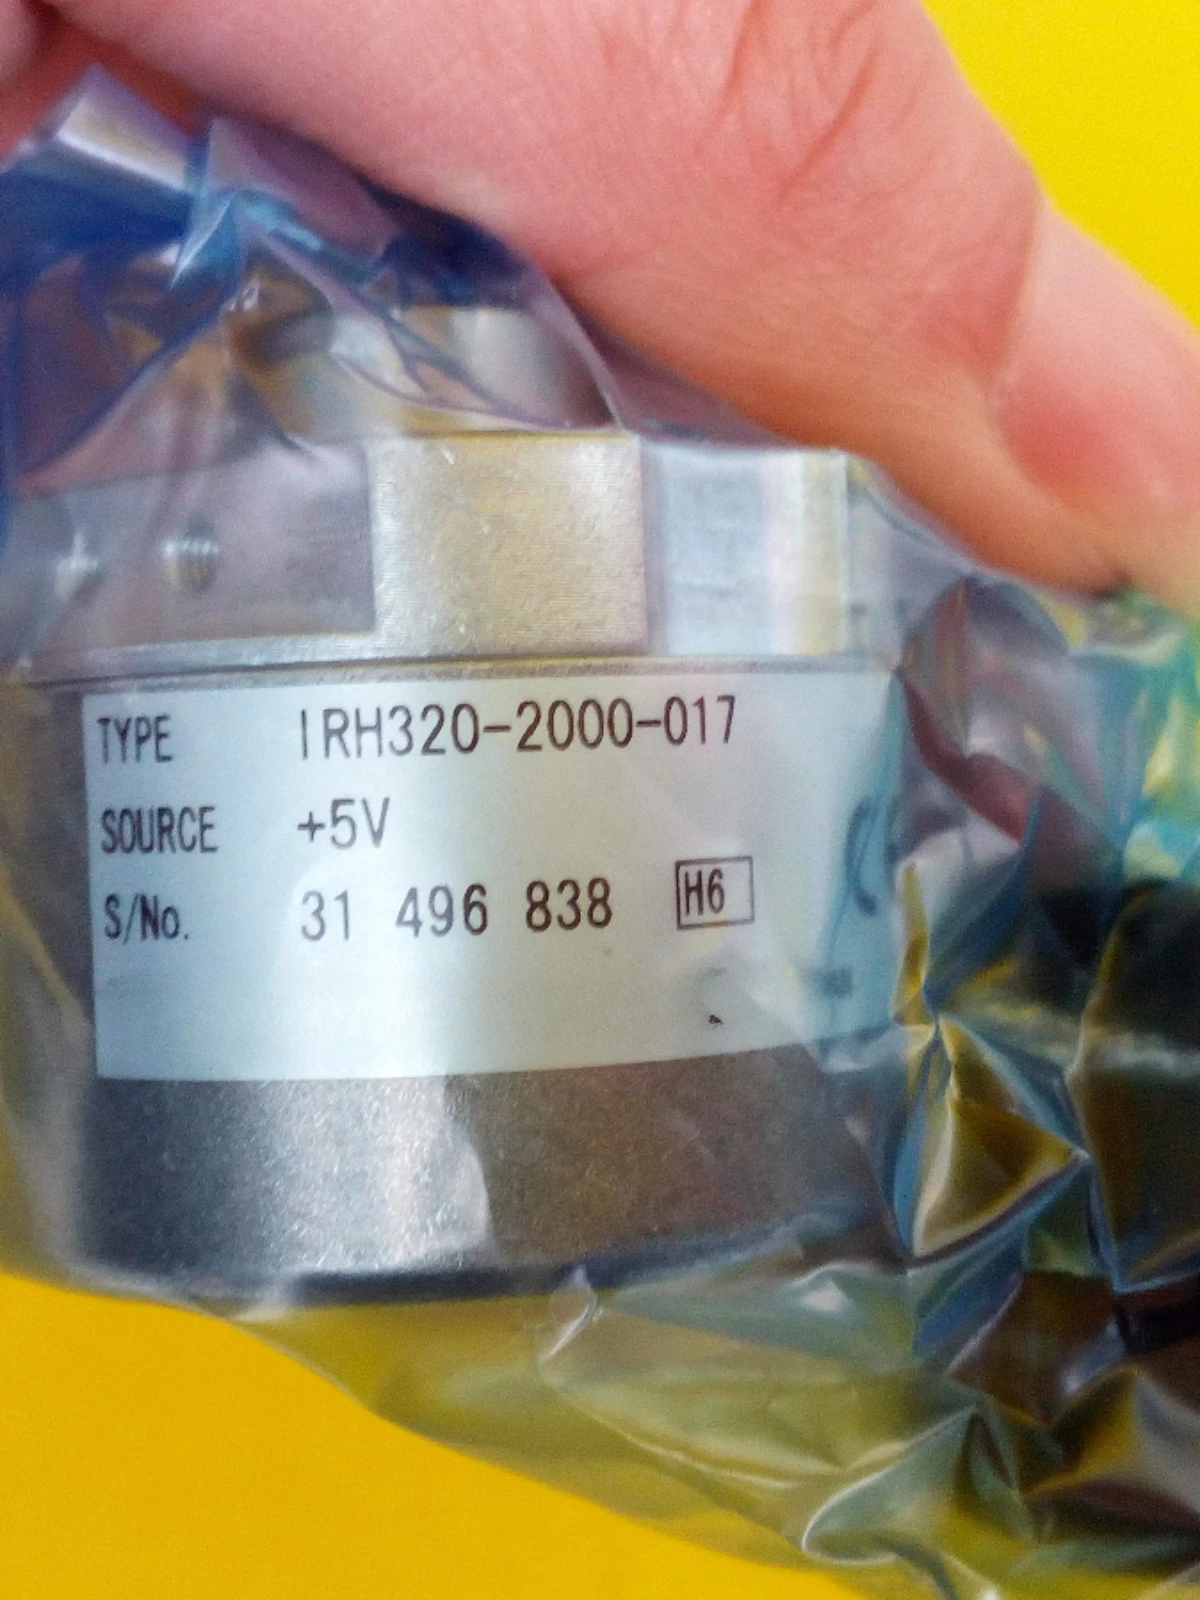 TYPE IRH320-2000-017
SOURCE +5V
S/No. 31 496 838 H6